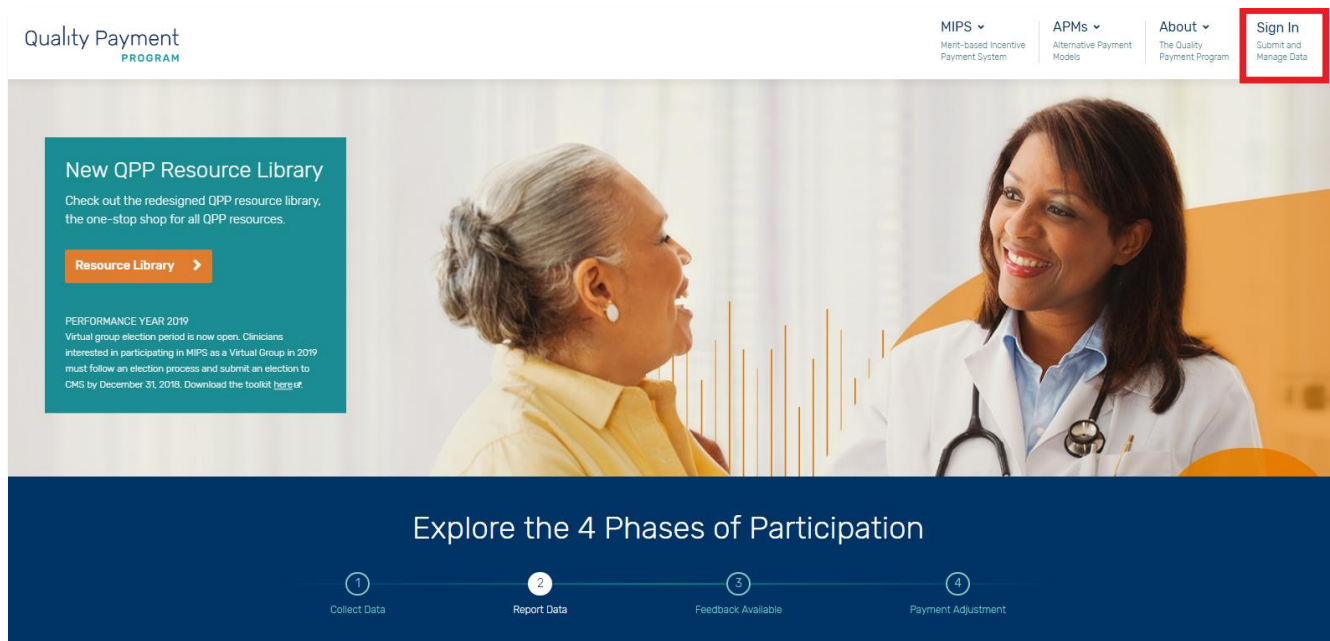 Quality Payment
PROGRAM
MIPS
Merit-based Incentive
Payment System
APMs
Alternative Payment
Models
About
The Quality
Payment Program
Sign In
Submit and
Manage Data
New QPP Resource Library
Check out the redesigned QPP resource library,
the one-stop shop for all QPP resources.
Resource Library
PERFORMANCE YEAR 2019
Virtual group election period is now open. Clinicians
interested in participating in MIPS as a Virtual Group in 2019
must follow an election process and submit an election to
CMS by December 31, 2018. Download the toolkit here.
Explore the 4 Phases of Participation
1
Collect Data
2
Report Data
3
Feedback Available
4
Payment Adjustment